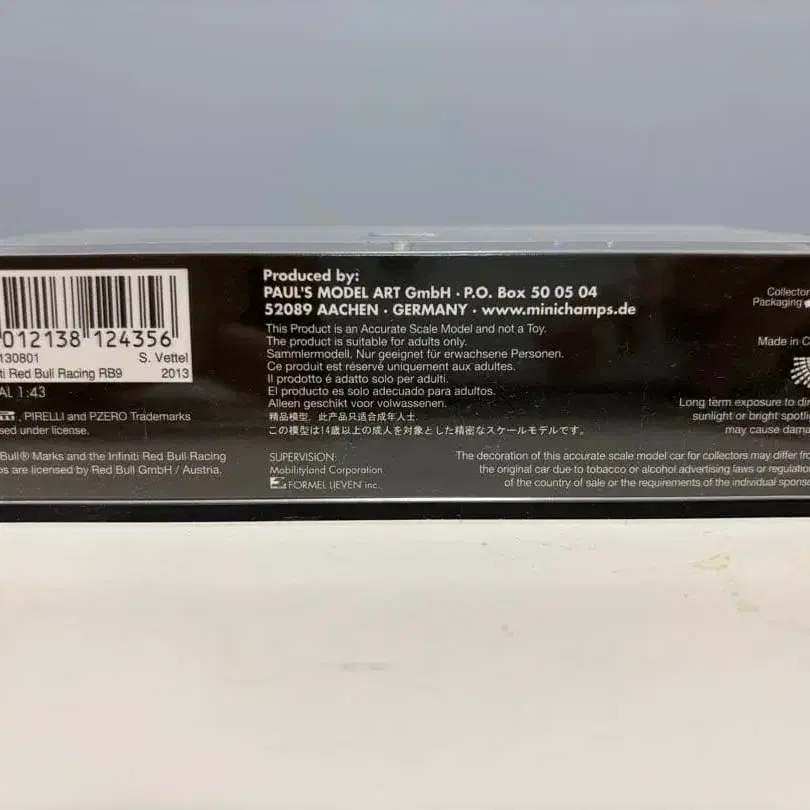 012138 124356
130801 S. Vettel
ti Red Bull Racing RB9 2013
AL 1:43
, PIRELLI and PZERO Trademarks
sed under license.
Bull® Marks and the Infiniti Red Bull Racing
os are licensed by Red Bull GmbH / Austria.
Produced by:
PAUL'S MODEL ART GmbH · P.O. Box 50 05 04
52089 AACHEN · GERMANY · www.minichamps.de
This Product is an Accurate Scale Model and not a Toy.
The product is suitable for adults only.
Sammlermodell. Nur geeignet für erwachsene Personen.
Ce produit est réservé uniquement aux adultes.
Il prodotto é adatto solo per adulti.
El producto es solo adecuado para adultos.
Alleen geschikt voor volwassenen.
精品模型，此产品只适合成年人士.
この模型は14歳以上の成人を対象とした精密なスケールモデルです。
SUPERVISION:
Mobilityland Corporation
FORMEL LIEVEN inc.
Collector
Packaging
Made in C
Long term exposure to di
sunlight or bright spotli
may cause dama
The decoration of this accurate scale model car for collectors may differ from
the original car due to tobacco or alcohol advertising laws or regulation
of the country of sale or the requirements of the individual sponso